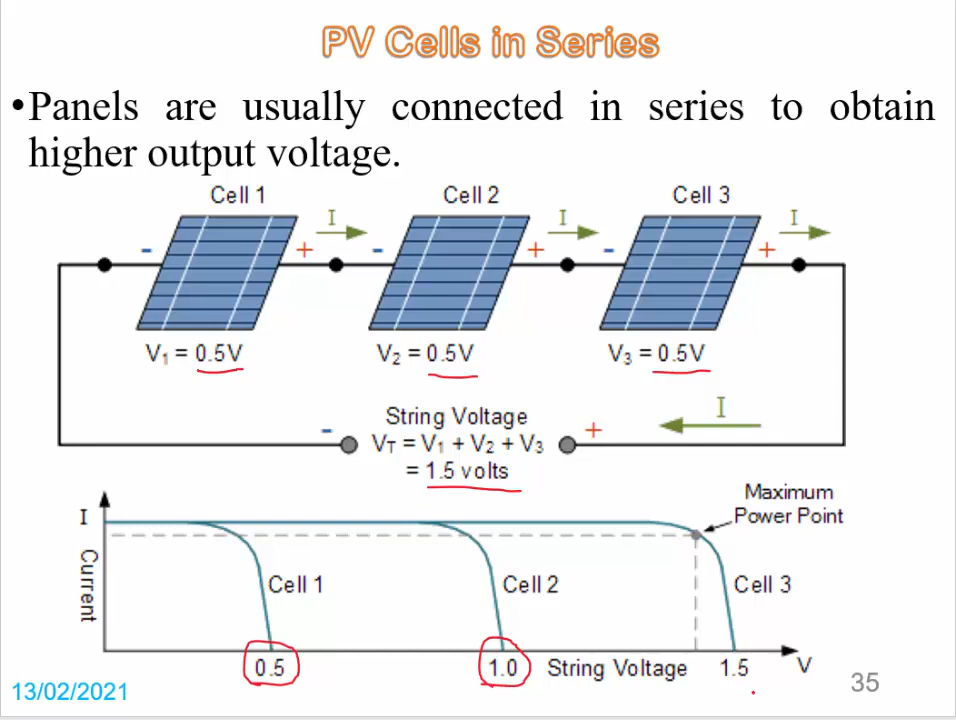 PV Cells in Series
•Panels are usually connected in series to obtain
higher output voltage.
Cell 1 Cell 2 Cell 3
I I I
- + - + - +
V₁ = 0.5V V₂ = 0.5V V₃ = 0.5V
String Voltage
I
- V_T = V₁ + V₂ + V₃ +
= 1.5 volts
Maximum
Power Point
I
Current
Cell 1 Cell 2 Cell 3
0.5 1.0 String Voltage 1.5 V
13/02/2021 35